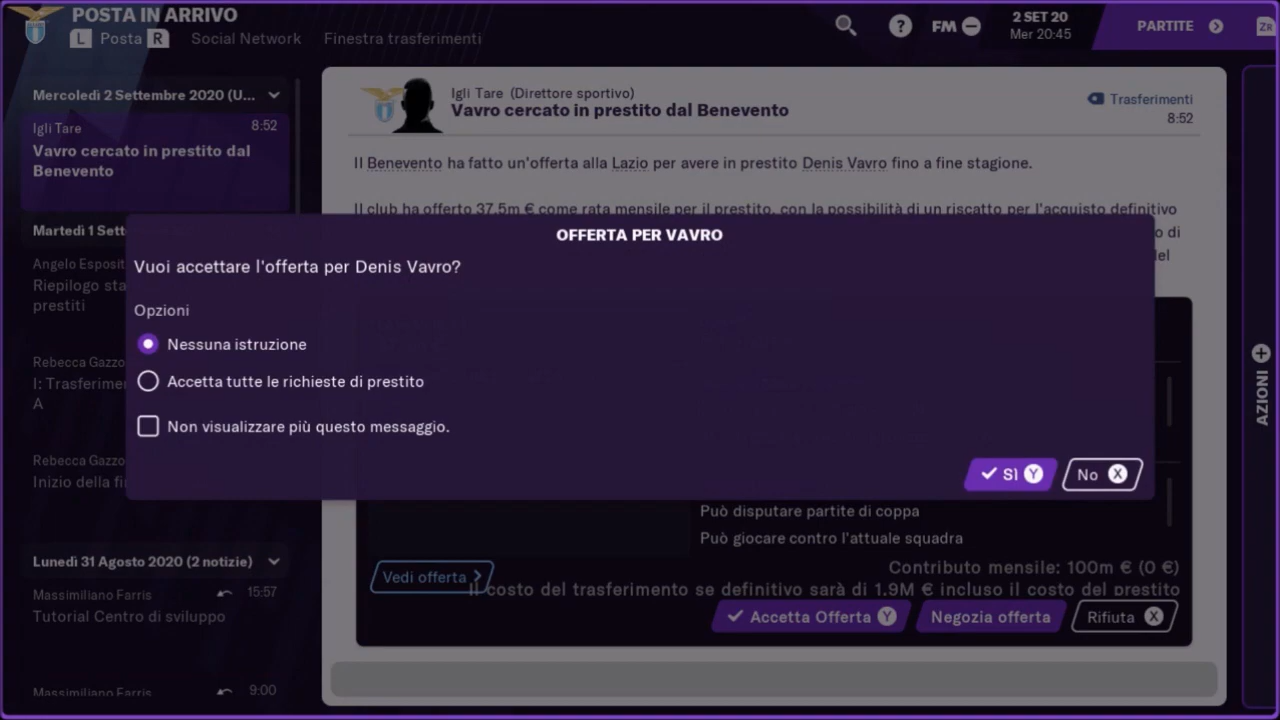 POSTA IN ARRIVO
L Posta R Social Network Finestra trasferimenti
? FM
2 SET 20
Mer 20:45
PARTITE
ZR
Mercoledì 2 Settembre 2020 (U...
Igli Tare 8:52
Vavro cercato in prestito dal
Benevento
Martedì 1 Sett
Angelo Esposit
Riepilogo sta
prestiti
Rebecca Gazzo
I: Trasferime
A
Rebecca Gazzo
Inizio della fi
Lunedì 31 Agosto 2020 (2 notizie)
Massimiliano Farris 15:57
Tutorial Centro di sviluppo
Massimiliano Farris 9:00
Igli Tare (Direttore sportivo)
Vavro cercato in prestito dal Benevento
Trasferimenti
8:52
Il Benevento ha fatto un'offerta alla Lazio per avere in prestito Denis Vavro fino a fine stagione.
Il club ha offerto 37.5m € come rata mensile per il prestito, con la possibilità di un riscatto per l'acquisto definitivo
o di
del
OFFERTA PER VAVRO
Vuoi accettare l'offerta per Denis Vavro?
Opzioni
Nessuna istruzione
Accetta tutte le richieste di prestito
Non visualizzare più questo messaggio.
Sì Y No X
Può disputare partite di coppa
Può giocare contro l'attuale squadra
Contributo mensile: 100m € (0 €)
Vedi offerta
Il costo del trasferimento se definitivo sarà di 1.9M € incluso il costo del prestito
Accetta Offerta Y Negozia offerta Rifiuta X
AZIONI